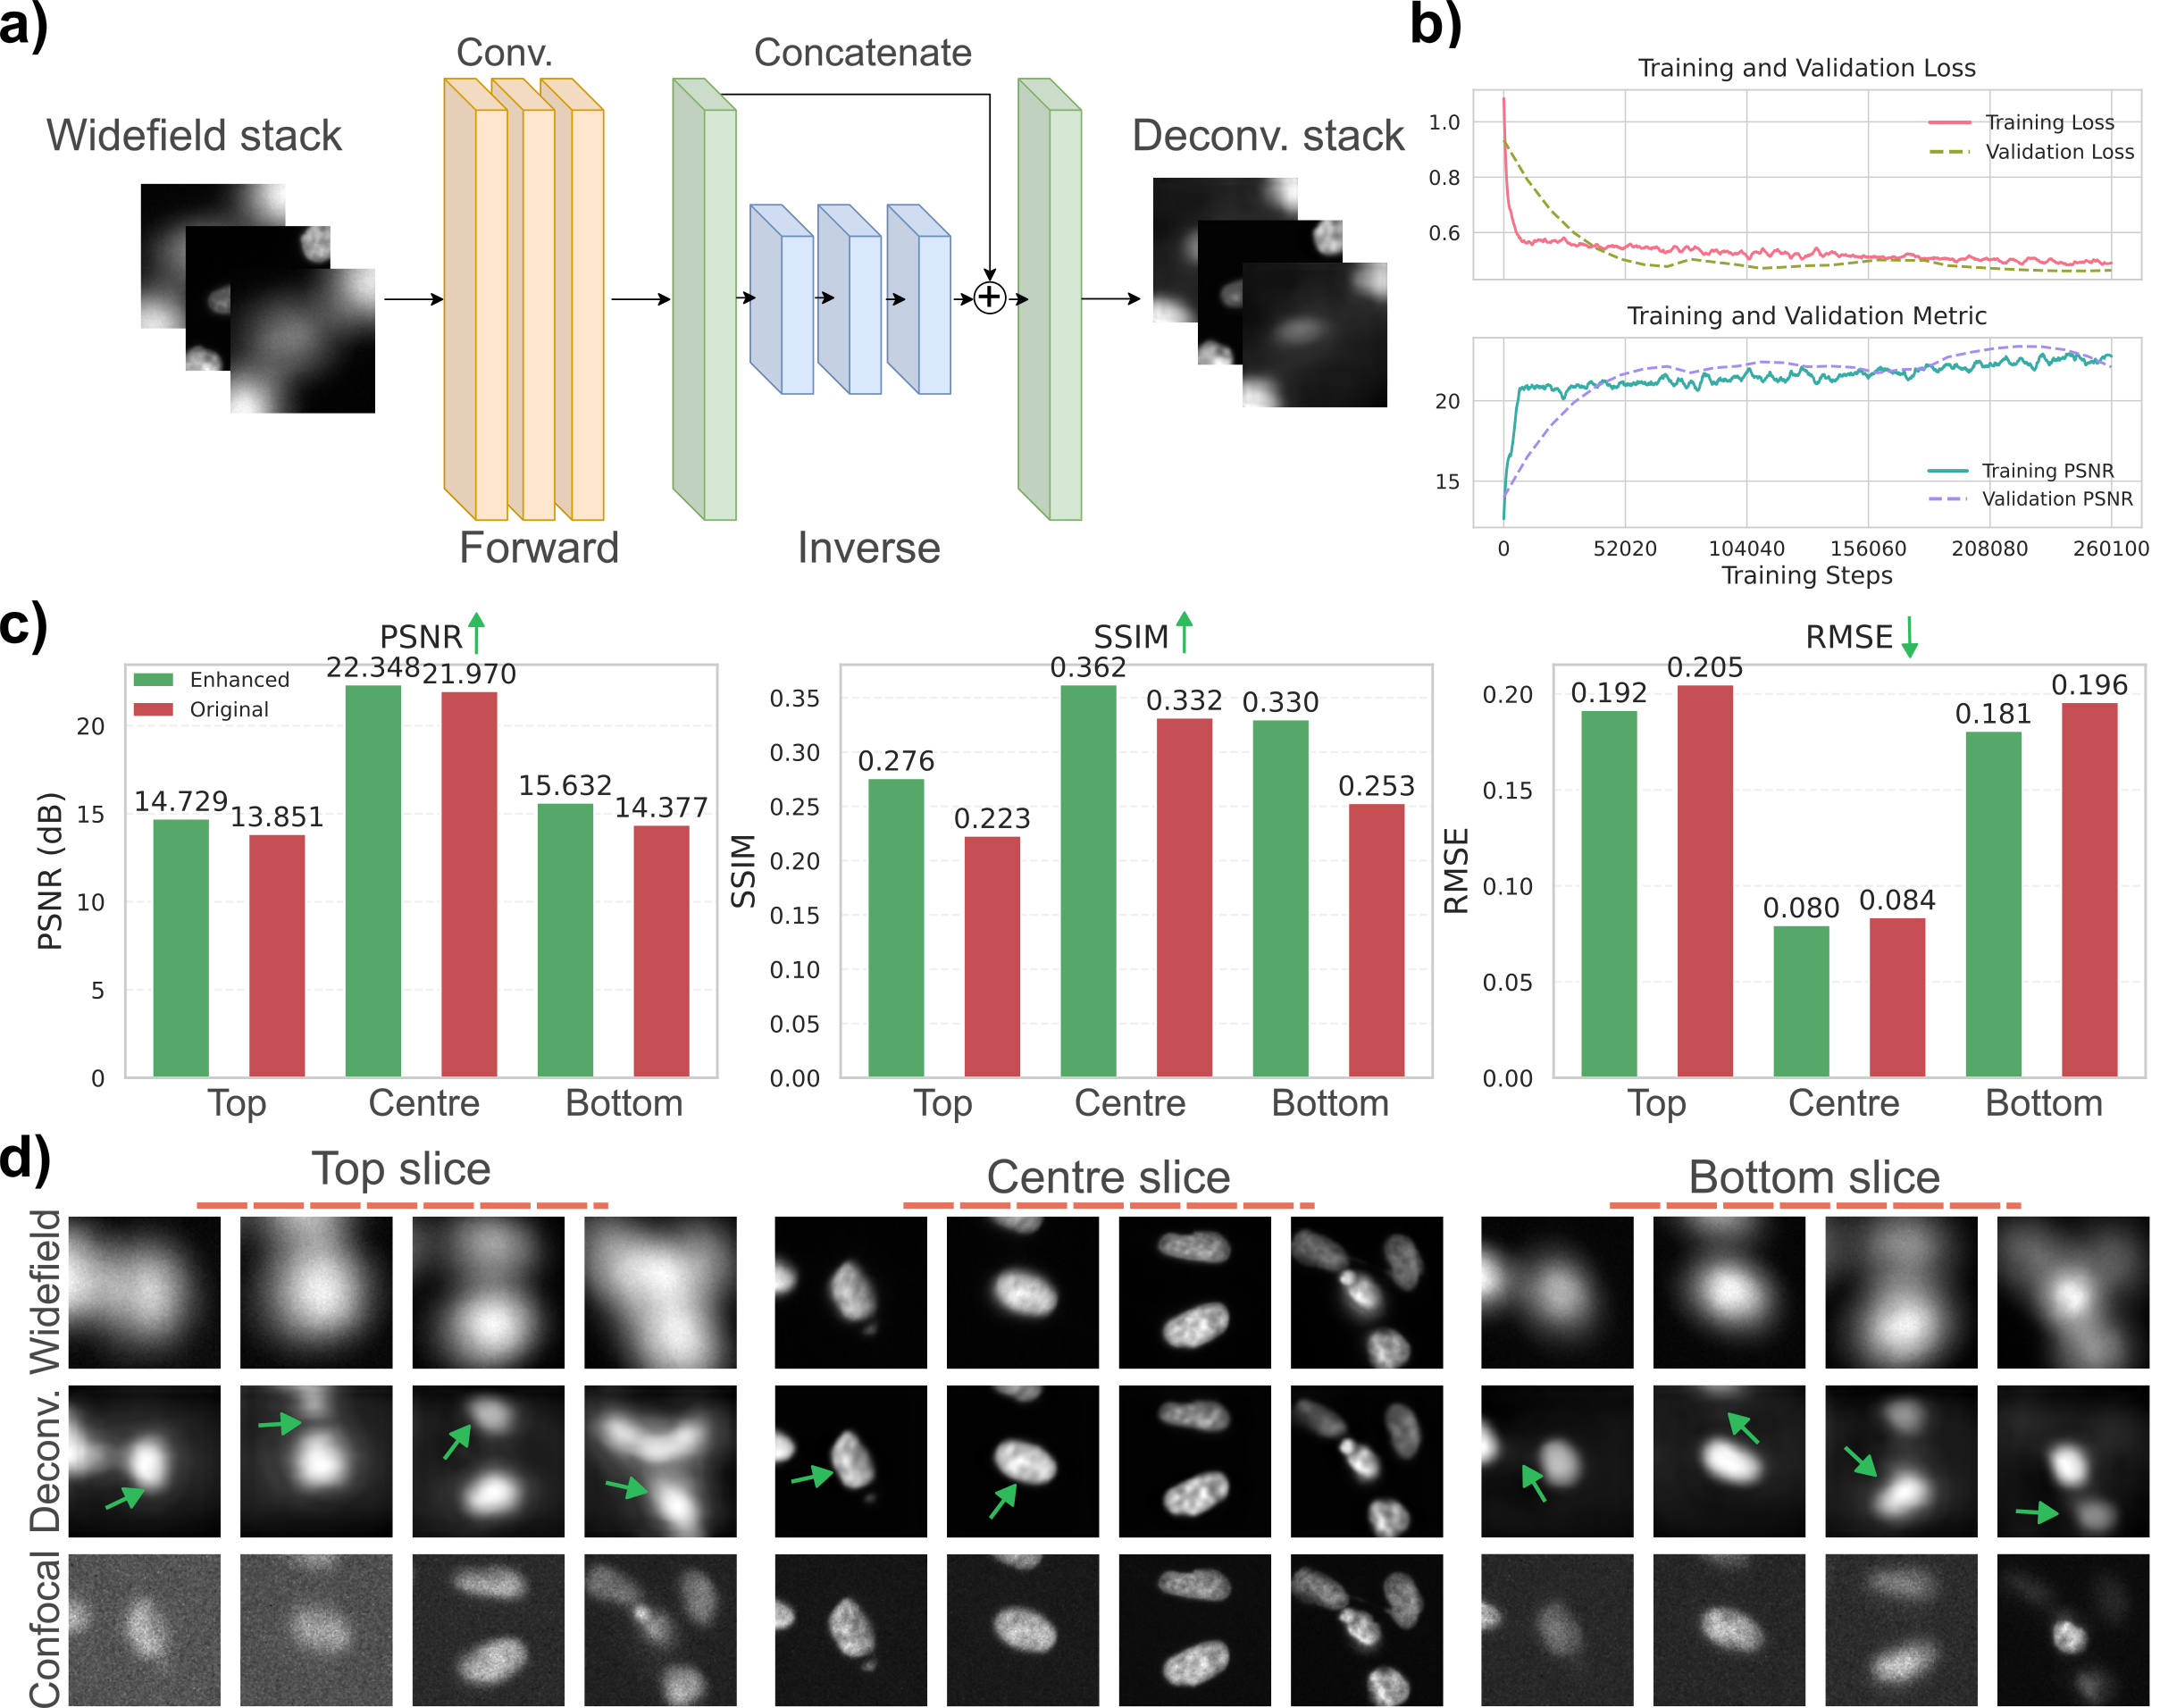 a)
Conv.
Concatenate
Widefield stack
Deconv. stack
Forward
Inverse
b)
Training and Validation Loss
1.0
0.8
0.6
Training Loss
Validation Loss
Training and Validation Metric
20
15
Training PSNR
Validation PSNR
0 52020 104040 156060 208080 260100
Training Steps
c)
PSNR
Enhanced
Original
PSNR (dB)
20
15
10
5
0
14.729 13.851 22.348 21.970 15.632 14.377
Top Centre Bottom
SSIM
SSIM
0.35
0.30
0.25
0.20
0.15
0.10
0.05
0.00
0.276 0.223 0.362 0.332 0.330 0.253
Top Centre Bottom
RMSE
RMSE
0.20
0.15
0.10
0.05
0.00
0.192 0.205 0.080 0.084 0.181 0.196
Top Centre Bottom
d)
Top slice
Centre slice
Bottom slice
Widefield
Deconv.
Confocal